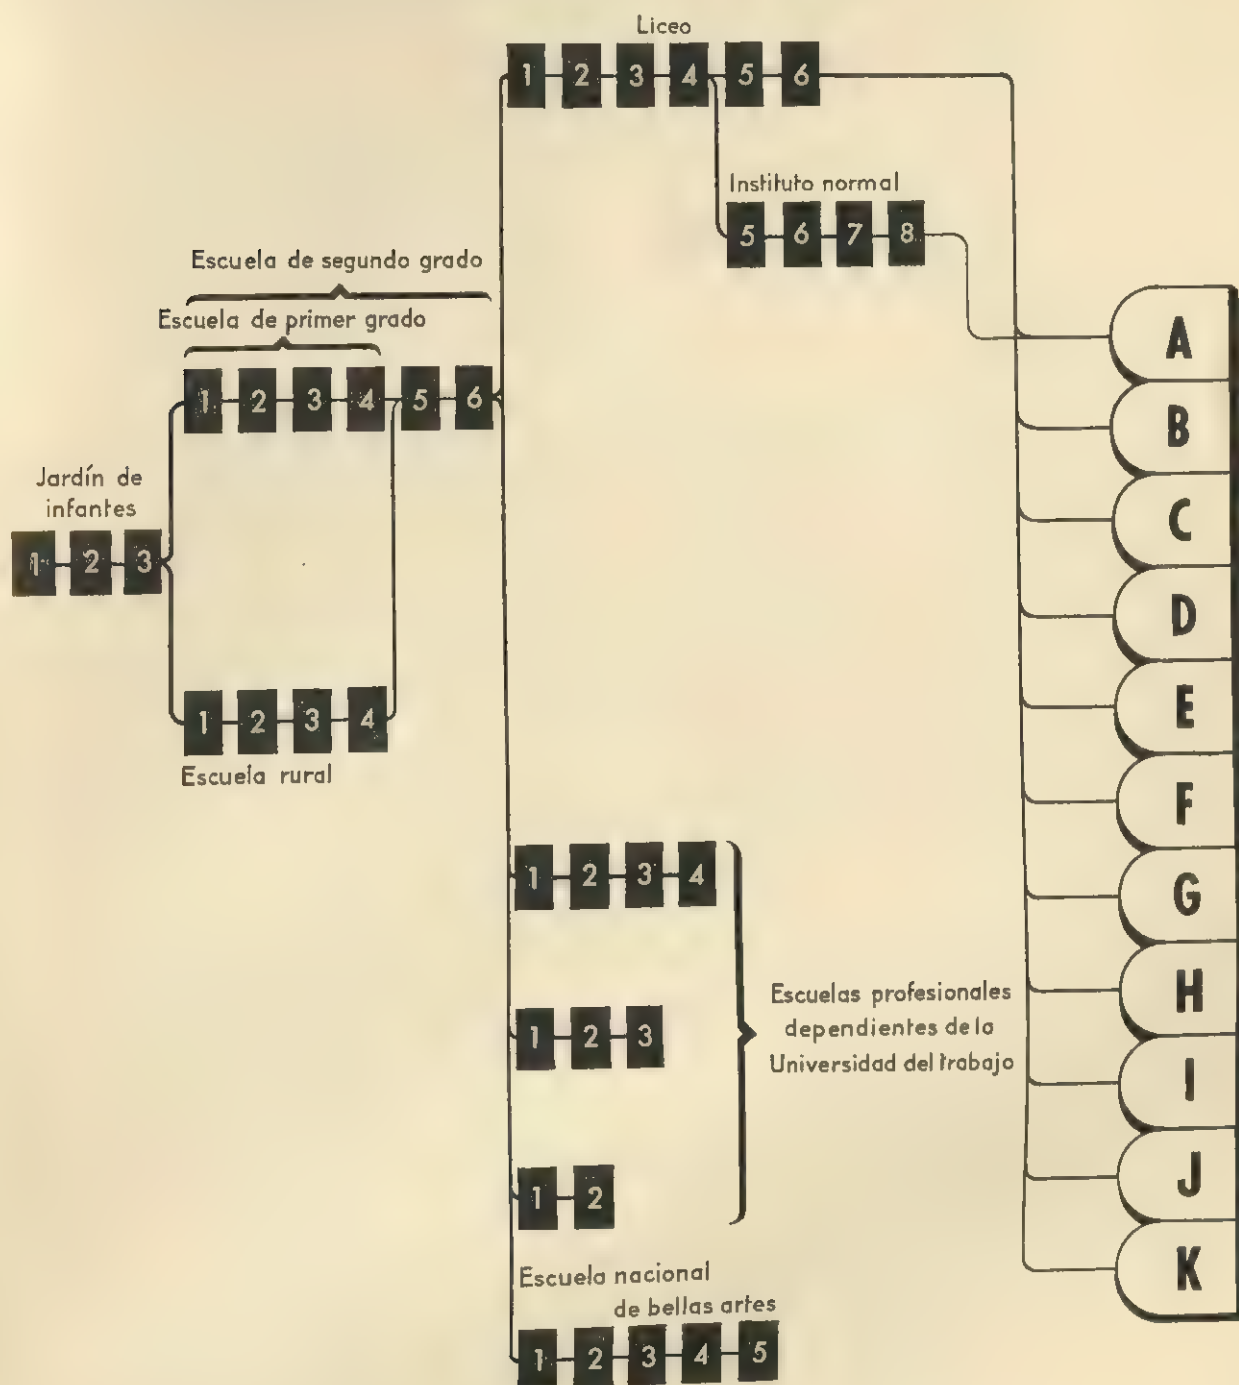 Liceo
1 2 3 4 5 6
Instituto normal
5 6 7 8
Escuela de segundo grado
Escuela de primer grado
1 2 3 4 5 6
Jardín de
infantes
1 2 3
1 2 3 4
Escuela rural
1 2 3 4
1 2 3
1 2
Escuelas profesionales
dependientes de la
Universidad del trabajo
Escuela nacional
de bellas artes
1 2 3 4 5
A
B
C
D
E
F
G
H
I
J
K